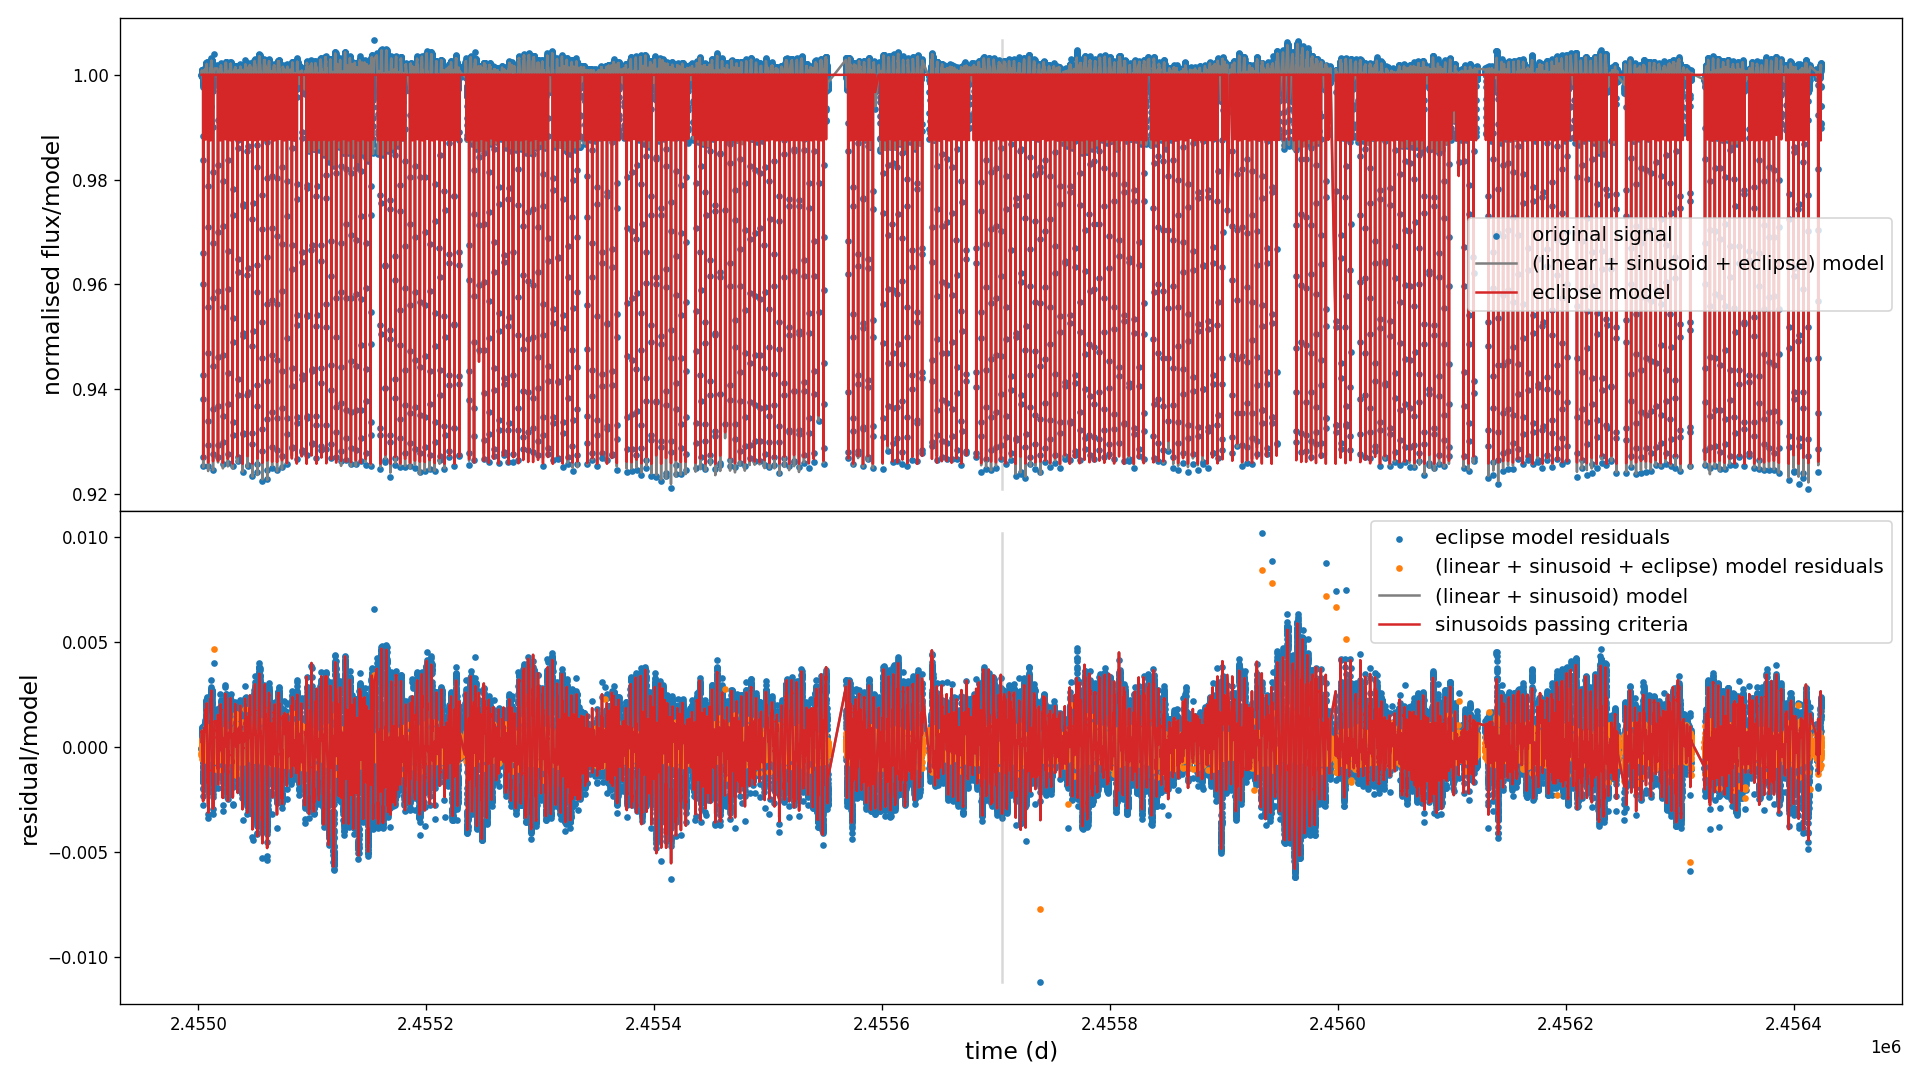 normalised flux/model
1.00
0.98
0.96
0.94
0.92
original signal
(linear + sinusoid + eclipse) model
eclipse model
residual/model
0.010
0.005
0.000
−0.005
−0.010
eclipse model residuals
(linear + sinusoid + eclipse) model residuals
(linear + sinusoid) model
sinusoids passing criteria
2.4550
2.4552
2.4554
2.4556
2.4558
2.4560
2.4562
2.4564
time (d)
1e6